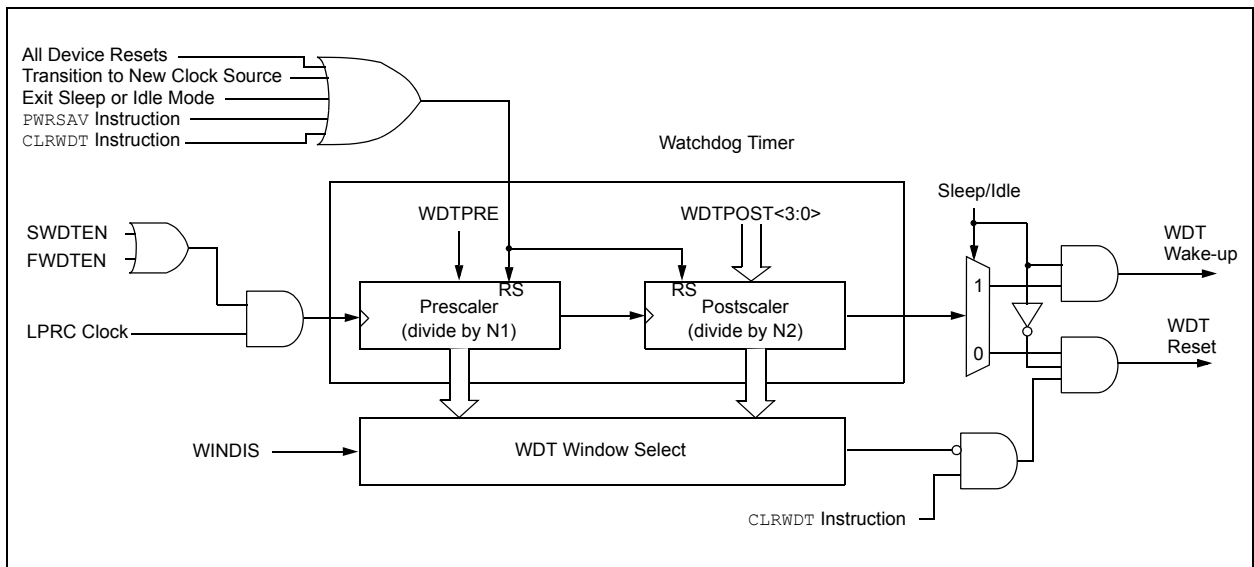 All Device Resets
Transition to New Clock Source
Exit Sleep or Idle Mode
PWRSAV Instruction
CLRWDT Instruction
Watchdog Timer
Sleep/Idle
WDTPRE
WDTPOST<3:0>
SWDTEN
FWDTEN
WDT
Wake-up
RS
RS
1
Prescaler
(divide by N1)
Postscaler
(divide by N2)
LPRC Clock
WDT
Reset
0
WINDIS
WDT Window Select
CLRWDT Instruction